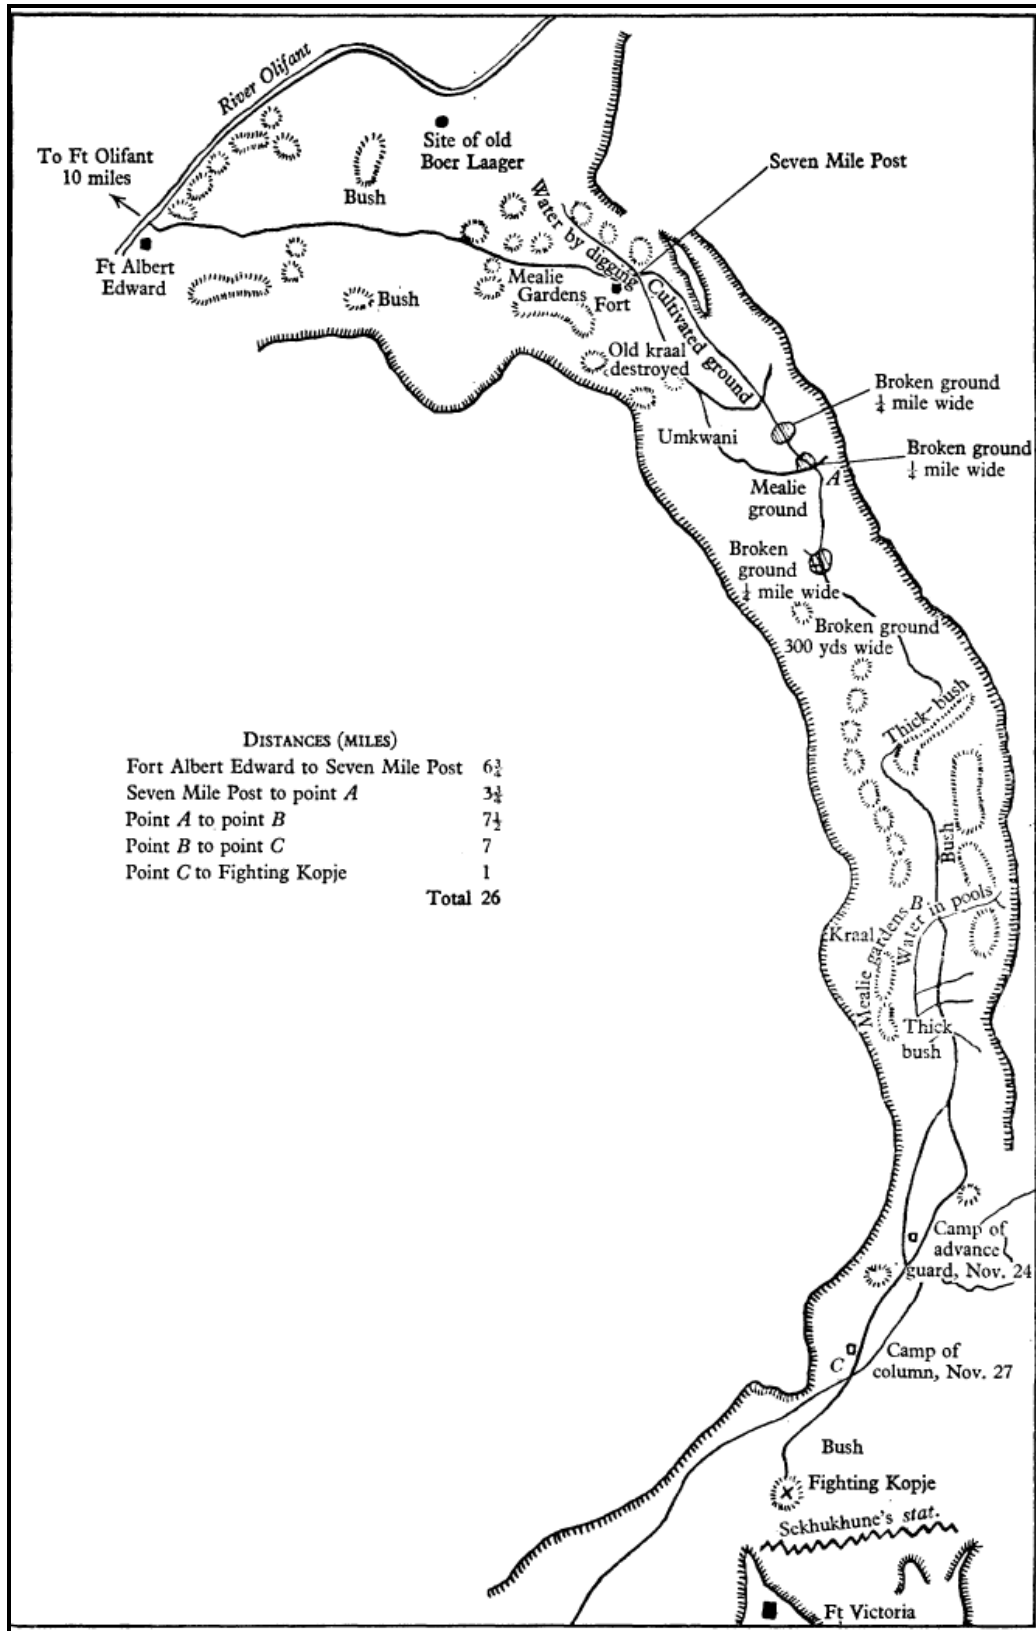 River Olifant
To Ft Olifant
10 miles
Site of old
Boer Laager
Seven Mile Post
Bush
Water by digging
Ft Albert
Edward
Bush
Mealie
Gardens
Fort
Cultivated ground
Old kraal
destroyed
Broken ground
¼ mile wide
Umkwani
Broken ground
¼ mile wide
A
Mealie
ground
Broken
ground
¼ mile wide
Broken ground
300 yds wide
Thick-bush
DISTANCES (MILES)
Fort Albert Edward to Seven Mile Post 6¾
Seven Mile Post to point A 3¾
Point A to point B 7½
Point B to point C 7
Point C to Fighting Kopje 1
Total 26
Bush
B
Water in pools
Kraal
Mealie gardens
Thick
bush
Camp of
advance
guard, Nov. 24
Camp of
column, Nov. 27
C
Bush
Fighting Kopje
Sekhukhune's stat.
Ft Victoria